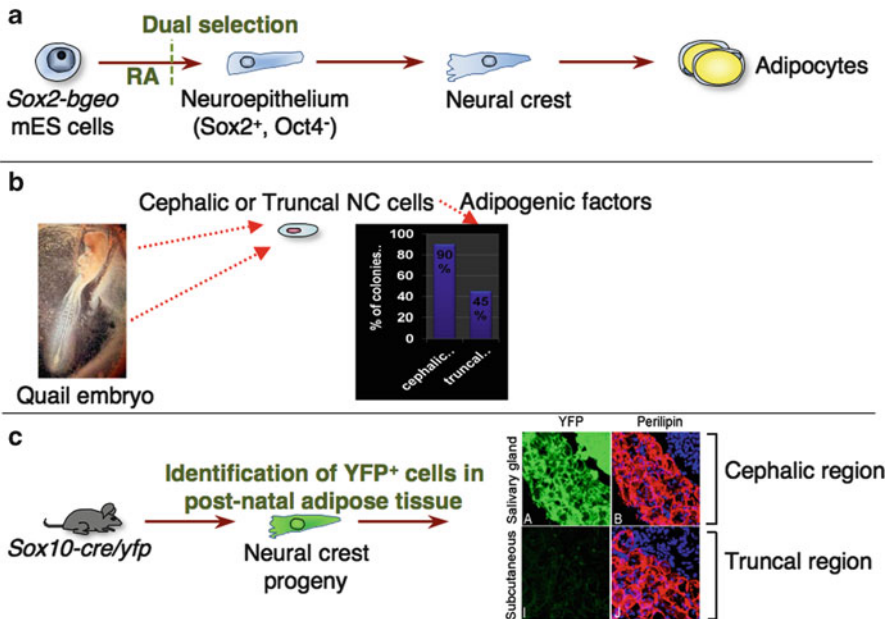 a
Dual selection
RA
Sox2-bgeo
mES cells
Neuroepithelium
(Sox2⁺, Oct4⁻)
Neural crest
Adipocytes
b
Cephalic or Truncal NC cells
Adipogenic factors
Quail embryo
% of colonies..
100
80
60
40
20
0
90
%
45
%
cephalic..
truncal..
c
Identification of YFP⁺ cells in
post-natal adipose tissue
Sox10-cre/yfp
Neural crest
progeny
YFP
Perilipin
Salivary gland
A
B
Cephalic region
Subcutaneous
I
J
Truncal region